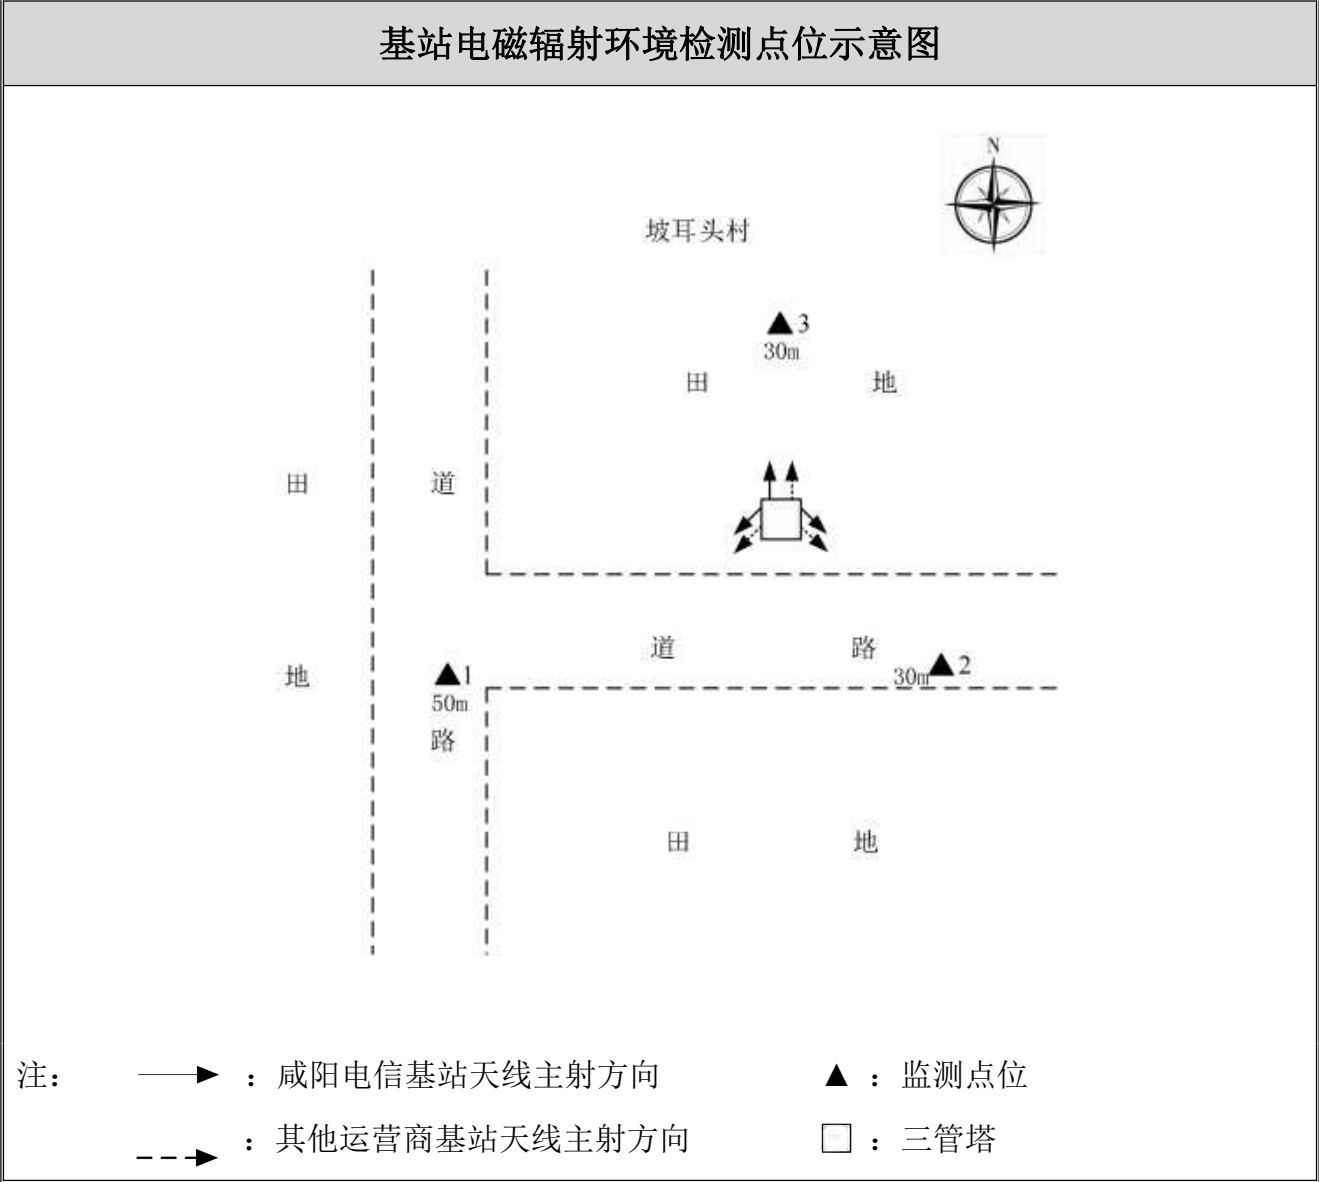 基站电磁辐射环境检测点位示意图
N
坡耳头村
▲3
30m
田 地
田 道
道 路
地 ▲1 30m▲2
50m
路
田 地
注： ：咸阳电信基站天线主射方向 ▲：监测点位
：其他运营商基站天线主射方向 ：三管塔